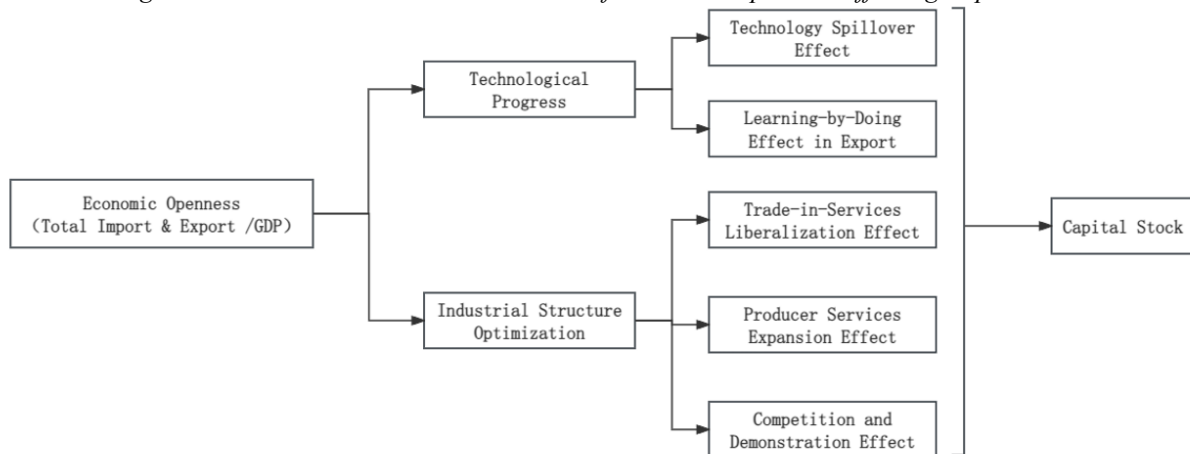 Technology Spillover
Effect
Technological
Progress
Learning-by-Doing
Effect in Export
Economic Openness
(Total Import & Export /GDP)
Trade-in-Services
Liberalization Effect
Capital Stock
Industrial Structure
Optimization
Producer Services
Expansion Effect
Competition and
Demonstration Effect